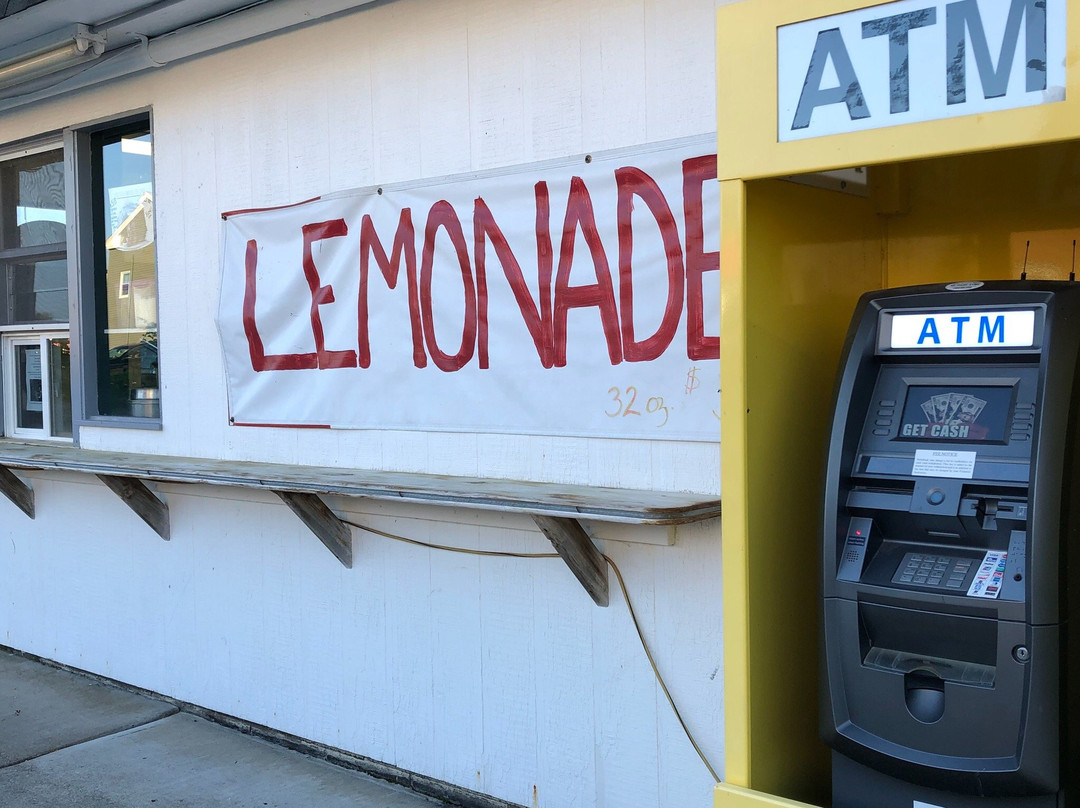 ATM
LEMONADE
32 oz. $
ATM
GET CASH